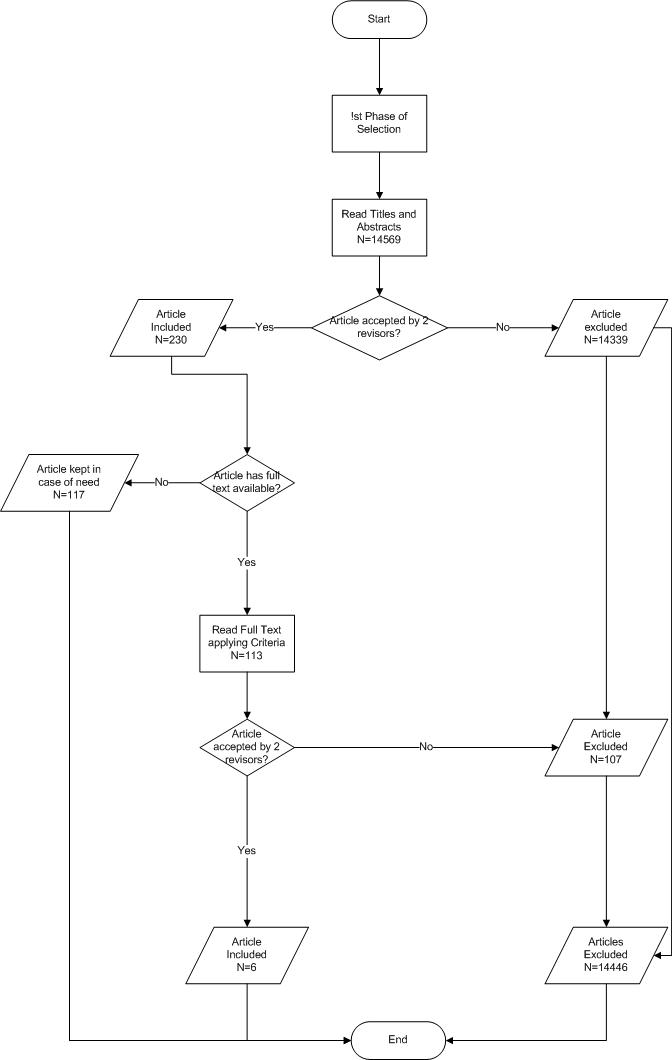 Start
!st Phase of
Selection
Read Titles and
Abstracts
N=14569
Article
Included
N=230
Yes
Article accepted by 2
revisors?
No
Article
excluded
N=14339
Article kept in
case of need
N=117
No
Article has full
text available?
Yes
Read Full Text
applying Criteria
N=113
Article
accepted by 2
revisors?
No
Article
Excluded
N=107
Yes
Article
Included
N=6
Articles
Excluded
N=14446
End